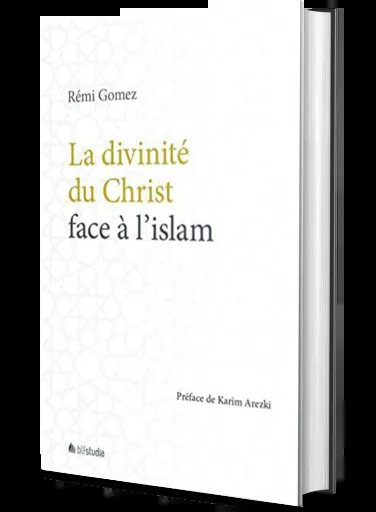 Rémi Gomez
La divinité
du Christ
face à l'islam
Préface de Karim Arezki
blfstudia